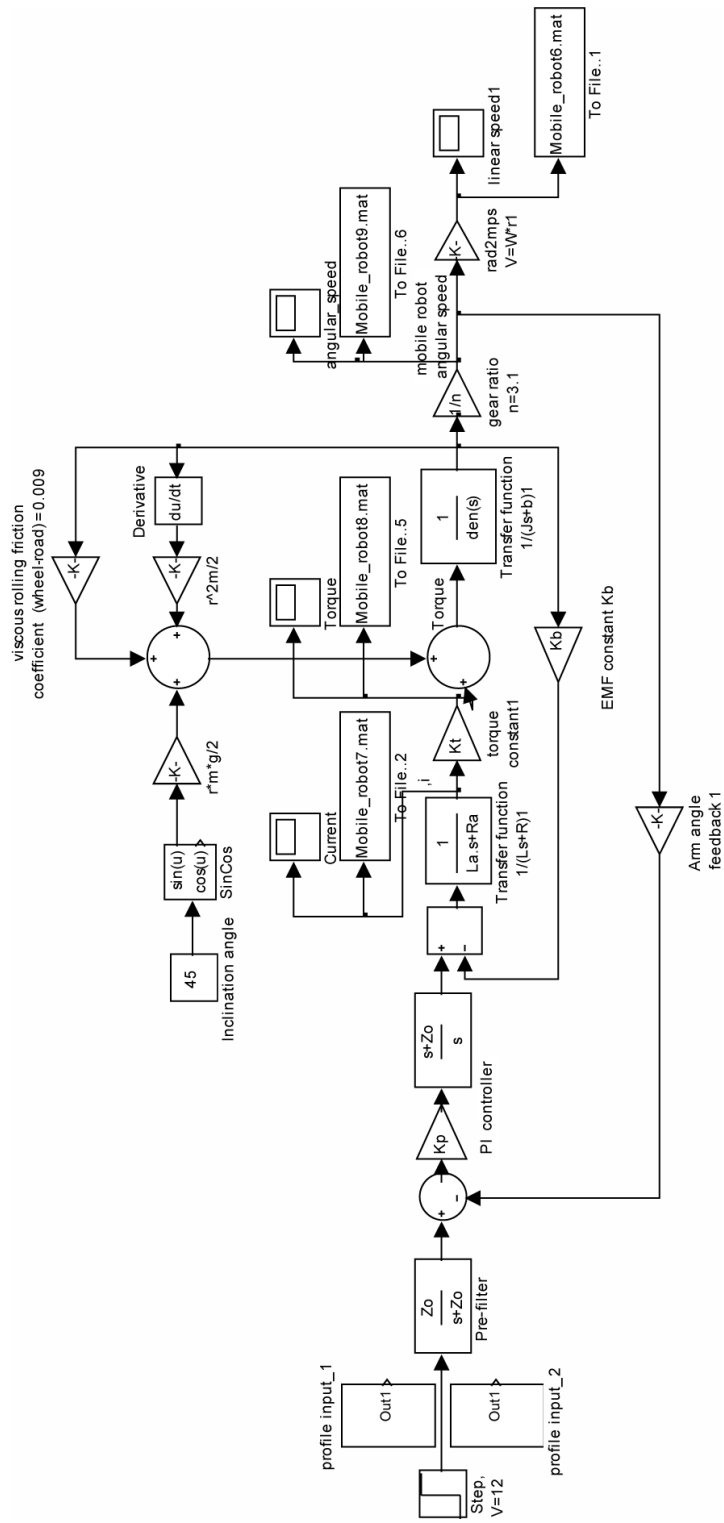 viscous rolling friction
coefficient (wheel-road) = 0.009
-K-
Derivative
du/dt
-K-
r^2m/2
+
+
+
-K-
r*m*g/2
sin(u)
cos(u)
SinCos
45
Inclination angle
angular_speed
Mobile_robot9.mat
To File..6
Torque
Mobile_robot8.mat
To File..5
Current
Mobile_robot7.mat
To File..2
profile input_1
Out1
Step,
V=12
Out1
profile input_2
Zo
s+Zo
Pre-filter
+
-
Kp
PI controller
s+Zo
s
+
-
1
La.s+Ra
Transfer function
1/(Ls+R)1
,i
Kt
torque
constant1
+
+
Torque
1
den(s)
Transfer function
1/(Js+b)1
1/n
gear ratio
n=3.1
mobile robot
angular speed
K-
rad2mps
V=W*r1
linear speed1
Mobile_robot6.mat
To File..1
Kb
EMF constant Kb
-K-
Arm angle
feedback 1